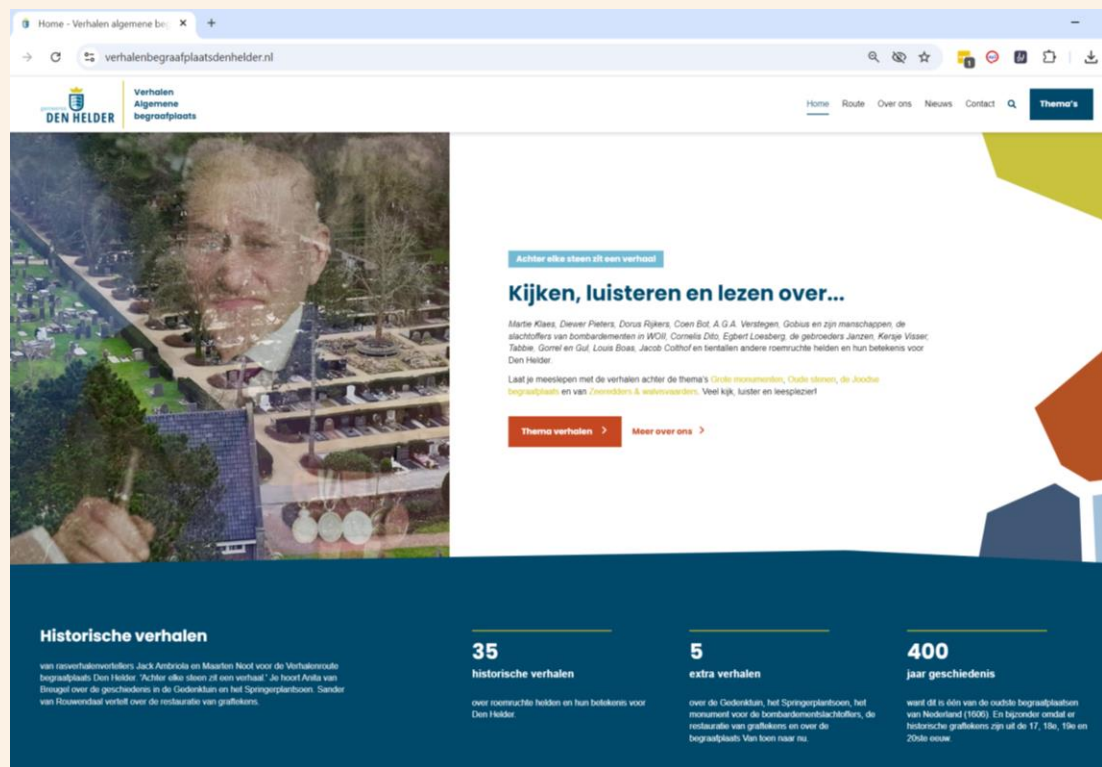 Home - Verhalen algemene be
verhalenbegraafplaatsdenhelder.nl
1
gemeente
DEN HELDER
Verhalen
Algemene
begraafplaats
Home Route Over ons Nieuws Contact Thema's
Achter elke steen zit een verhaal
Kijken, luisteren en lezen over...
Martje Klaes, Diewer Pieters, Dorus Rijkers, Coen Bot, A.G.A. Verstegen, Gobius en zijn manschappen, de
slachtoffers van bombardementen in WOII, Cornelis Dito, Egbert Loesberg, de gebroeders Janzen, Kersje Visser,
Tabbie, Gorrel en Gul, Louis Boas, Jacob Colthof en tientallen andere roemruchte helden en hun betekenis voor
Den Helder.
Laat je meeslepen met de verhalen achter de thema's Grote monumenten, Oude stenen, de Joodse
begraafplaats en van Zeeredders & walvisvaarders. Veel kijk, luister en leesplezier!
Thema verhalen
Meer over ons
Historische verhalen
van rasverhalenvertellers Jack Ambriola en Maarten Noot voor de Verhalenroute
begraafplaats Den Helder. 'Achter elke steen zit een verhaal.' Je hoort Anita van
Breugel over de geschiedenis in de Gedenktuin en het Springerplantsoen. Sander
van Rouwendaal vertelt over de restauratie van graftekens.
35
historische verhalen
over roemruchte helden en hun betekenis voor
Den Helder.
5
extra verhalen
over de Gedenktuin, het Springerplantsoen, het
monument voor de bombardementslachtoffers, de
restauratie van graftekens en over de
begraafplaats Van toen naar nu.
400
jaar geschiedenis
want dit is één van de oudste begraafplaatsen
van Nederland (1606). En bijzonder omdat er
historische graftekens zijn uit de 17, 18e, 19e en
20ste eeuw.